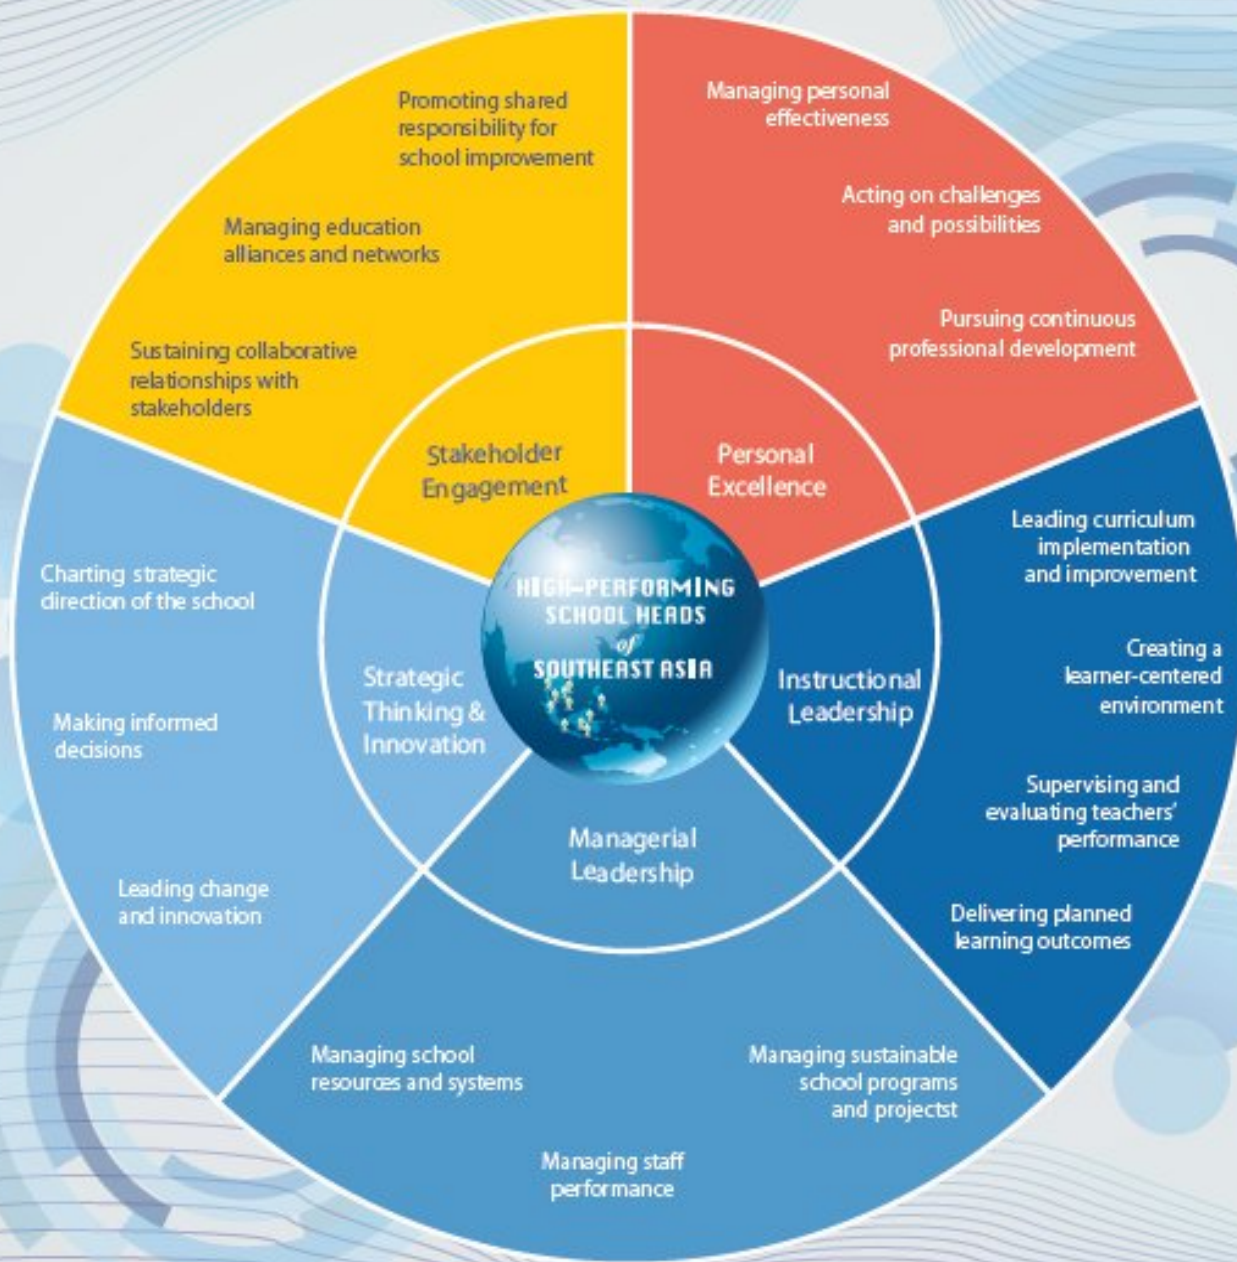 Promoting shared
responsibility for
school improvement
Managing education
alliances and networks
Sustaining collaborative
relationships with
stakeholders
Stakeholder
Engagement
Managing personal
effectiveness
Acting on challenges
and possibilities
Pursuing continuous
professional development
Personal
Excellence
HIGH-PERFORMING
SCHOOL HEADS
of
SOUTHEAST ASIA
Leading curriculum
implementation
and improvement
Creating a
learner-centered
environment
Supervising and
evaluating teachers’
performance
Delivering planned
learning outcomes
Instructional
Leadership
Managerial
Leadership
Managing school
resources and systems
Managing staff
performance
Managing sustainable
school programs
and projectst
Strategic
Thinking &
Innovation
Charting strategic
direction of the school
Making informed
decisions
Leading change
and innovation